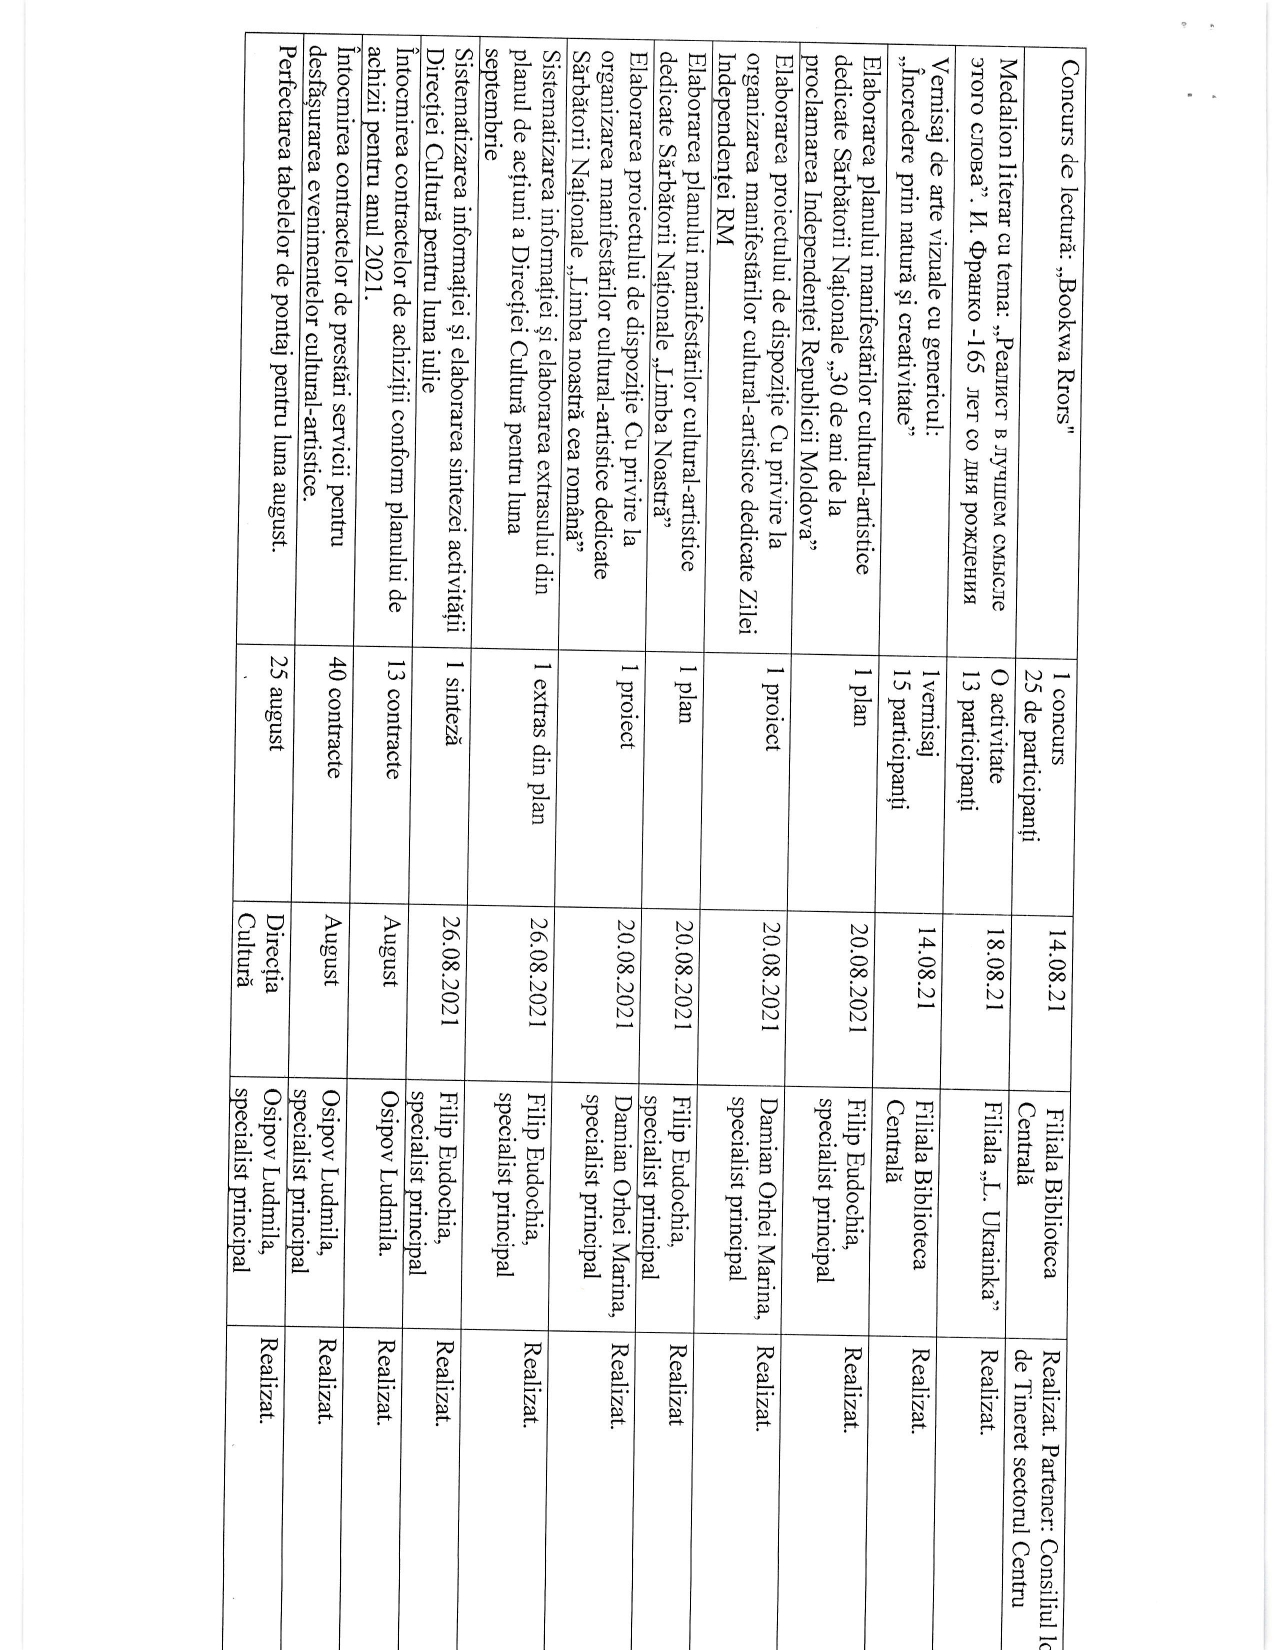 Concurs de lectură: „Bookwa Rrors"
1 concurs
25 de participanți
14.08.21
Filiala Biblioteca
Centrală
Realizat. Partener: Consiliul
de Tineret sectorul Centru
Medalion literar cu tema: „Реалист в лучшем смысле
этого слова”. И. Франко -165 лет со дня рождения
O activitate
13 participanți
18.08.21
Filiala „L. Ukrainka”
Realizat.
Vernisaj de arte vizuale cu genericul:
„Încredere prin natură și creativitate”
1vernisaj
15 participanți
14.08.21
Filiala Biblioteca
Centrală
Realizat.
Elaborarea planului manifestărilor cultural-artistice
dedicate Sărbătorii Naționale „30 de ani de la
proclamarea Independenței Republicii Moldova”
1 plan
20.08.2021
Filip Eudochia,
specialist principal
Realizat.
Elaborarea proiectului de dispoziție Cu privire la
organizarea manifestărilor cultural-artistice dedicate Zilei
Independenței RM
1 proiect
20.08.2021
Damian Orhei Marina,
specialist principal
Realizat.
Elaborarea planului manifestărilor cultural-artistice
dedicate Sărbătorii Naționale „Limba Noastră”
1 plan
20.08.2021
Filip Eudochia,
specialist principal
Realizat
Elaborarea proiectului de dispoziție Cu privire la
organizarea manifestărilor cultural-artistice dedicate
Sărbătorii Naționale „Limba noastră cea română”
1 proiect
20.08.2021
Damian Orhei Marina,
specialist principal
Realizat.
Sistematizarea informației și elaborarea extrasului din
planul de acțiuni a Direcției Cultură pentru luna
septembrie
1 extras din plan
26.08.2021
Filip Eudochia,
specialist principal
Realizat.
Sistematizarea informației și elaborarea sintezei activității
Direcției Cultură pentru luna iulie
1 sinteză
26.08.2021
Filip Eudochia,
specialist principal
Realizat.
Întocmirea contractelor de achiziții conform planului de
achizii pentru anul 2021.
13 contracte
August
Osipov Ludmila.
Realizat.
Întocmirea contractelor de prestări servicii pentru
desfășurarea evenimentelor cultural-artistice.
40 contracte
August
Osipov Ludmila,
specialist principal
Realizat.
Perfectarea tabelelor de pontaj pentru luna august.
25 august
Direcția
Cultură
Osipov Ludmila,
specialist principal
Realizat.